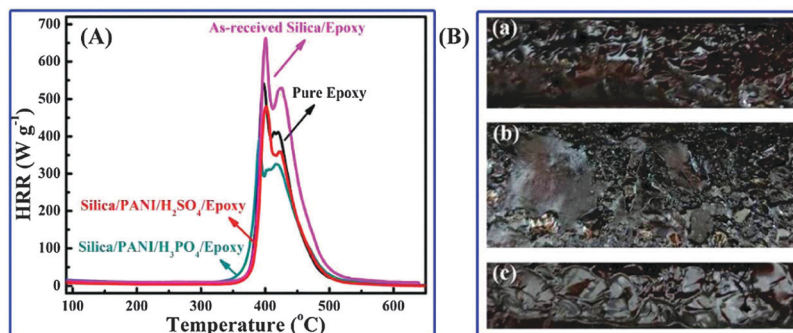 (A)
700
600
500
400
300
200
100
0
HRR (W g⁻¹)
As-received Silica/Epoxy
Pure Epoxy
Silica/PANI/H₂SO₄/Epoxy
Silica/PANI/H₃PO₄/Epoxy
100 200 300 400 500 600
Temperature (°C)
(B)
(a)
(b)
(c)